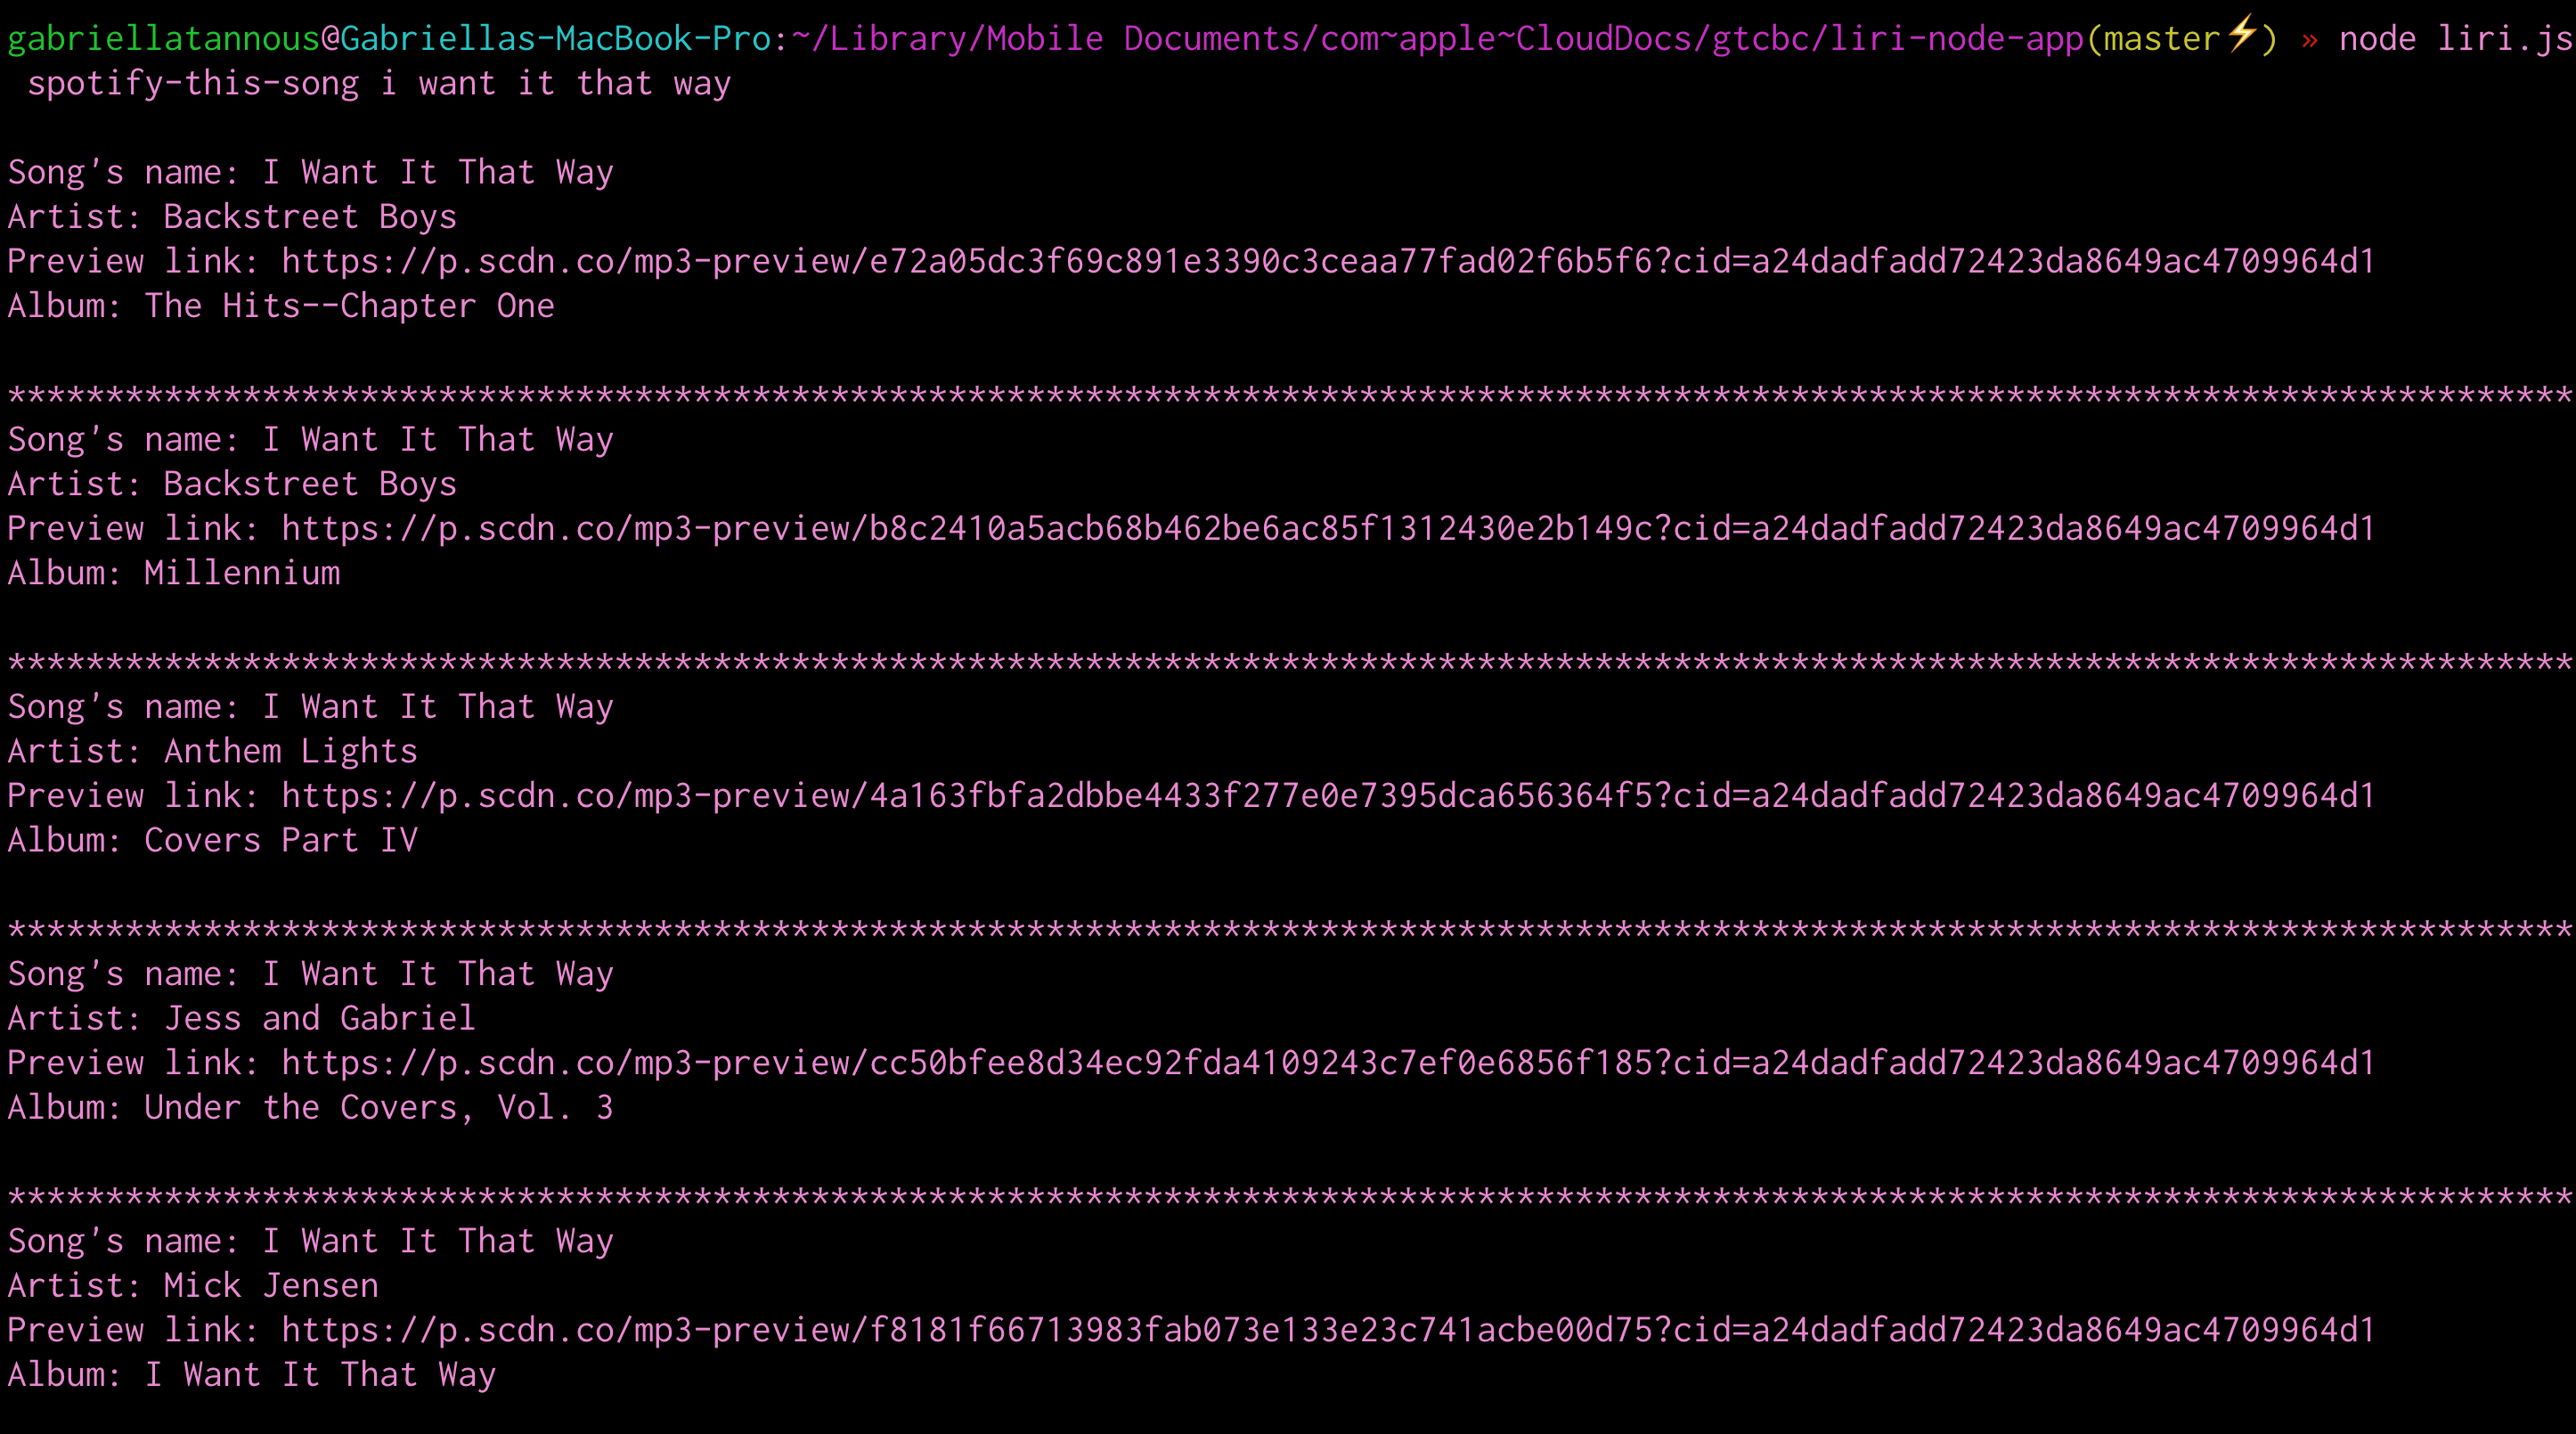 gabriellatannous@Gabriellas-MacBook-Pro:~/Library/Mobile Documents/com~apple~CloudDocs/gtcbc/liri-node-app(master⚡) » node liri.js
spotify-this-song i want it that way
Song's name: I Want It That Way
Artist: Backstreet Boys
Preview link: https://p.scdn.co/mp3-preview/e72a05dc3f69c891e3390c3ceaa77fad02f6b5f6?cid=a24dadfadd72423da8649ac4709964d1
Album: The Hits--Chapter One
***********************************************************************************************************************************
Song's name: I Want It That Way
Artist: Backstreet Boys
Preview link: https://p.scdn.co/mp3-preview/b8c2410a5acb68b462be6ac85f1312430e2b149c?cid=a24dadfadd72423da8649ac4709964d1
Album: Millennium
***********************************************************************************************************************************
Song's name: I Want It That Way
Artist: Anthem Lights
Preview link: https://p.scdn.co/mp3-preview/4a163fbfa2dbbe4433f277e0e7395dca656364f5?cid=a24dadfadd72423da8649ac4709964d1
Album: Covers Part IV
***********************************************************************************************************************************
Song's name: I Want It That Way
Artist: Jess and Gabriel
Preview link: https://p.scdn.co/mp3-preview/cc50bfee8d34ec92fda4109243c7ef0e6856f185?cid=a24dadfadd72423da8649ac4709964d1
Album: Under the Covers, Vol. 3
***********************************************************************************************************************************
Song's name: I Want It That Way
Artist: Mick Jensen
Preview link: https://p.scdn.co/mp3-preview/f8181f66713983fab073e133e23c741acbe00d75?cid=a24dadfadd72423da8649ac4709964d1
Album: I Want It That Way